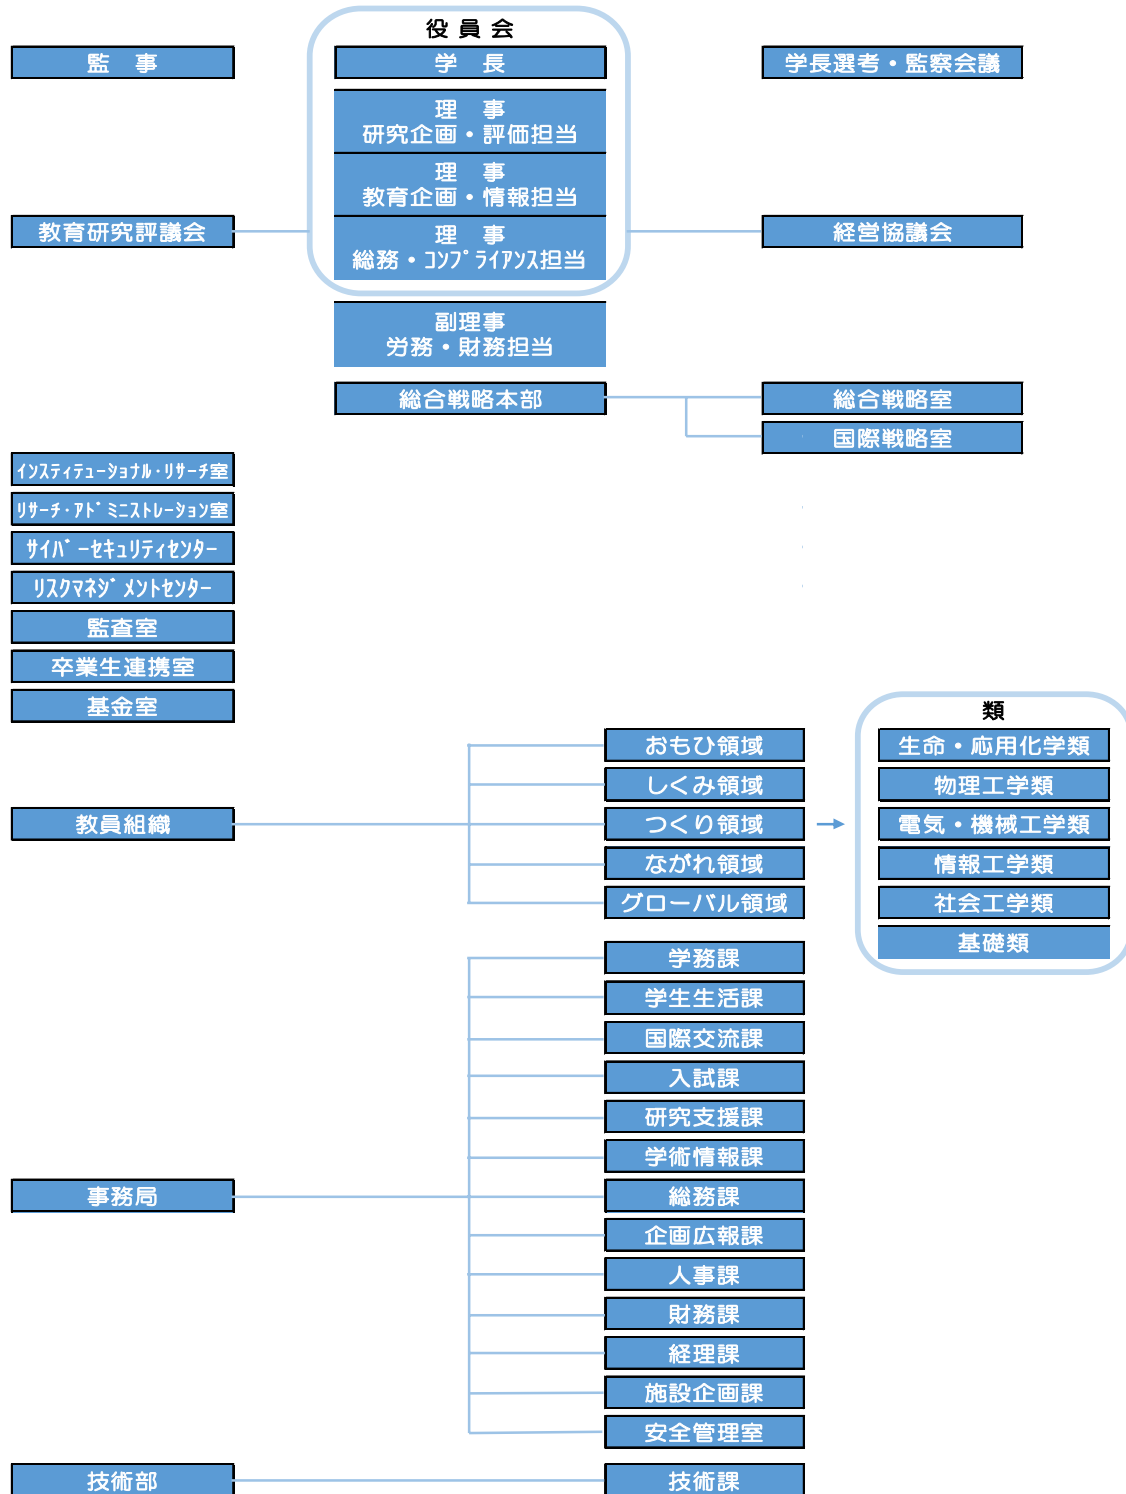 役 員 会
監　事
学　長
学長選考・監察会議
理　事
研究企画・評価担当
理　事
教育企画・情報担当
教育研究評議会
理　事
総務・ｺﾝﾌﾟﾗｲｱﾝｽ担当
経営協議会
副理事
労務・財務担当
総合戦略本部
総合戦略室
国際戦略室
ｲﾝｽﾃｨﾃｭｰｼｮﾅﾙ・ﾘｻｰﾁ室
ﾘｻｰﾁ・ｱﾄﾞﾐﾆｽﾄﾚｰｼｮﾝ室
ｻｲﾊﾞｰｾｷｭﾘﾃｨｾﾝﾀｰ
ﾘｽｸﾏﾈｼﾞﾒﾝﾄｾﾝﾀｰ
監査室
卒業生連携室
基金室
類
おもひ領域
生命・応用化学類
しくみ領域
物理工学類
教員組織
つくり領域
電気・機械工学類
ながれ領域
情報工学類
グローバル領域
社会工学類
基礎類
学務課
学生生活課
国際交流課
入試課
研究支援課
学術情報課
事務局
総務課
企画広報課
人事課
財務課
経理課
施設企画課
安全管理室
技術部
技術課